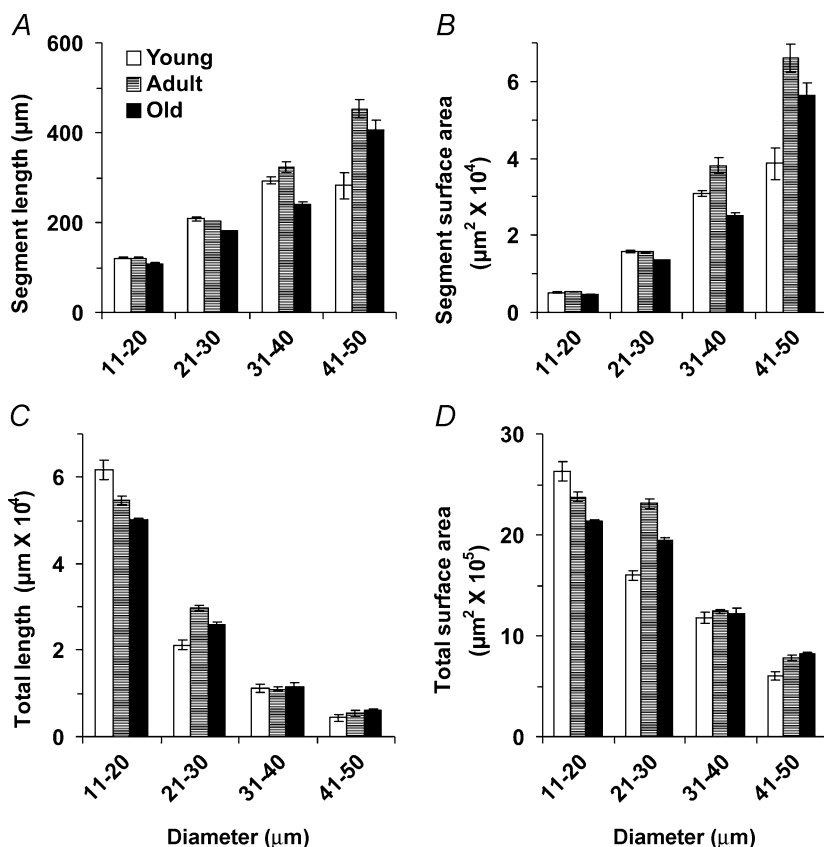 A
Segment length (µm)
600
400
200
0
Young
Adult
Old
11-20
21-30
31-40
41-50
B
Segment surface area
(µm² X 10⁴)
6
4
2
0
11-20
21-30
31-40
41-50
C
Total length (µm X 10⁴)
6
4
2
0
11-20
21-30
31-40
41-50
Diameter (µm)
D
Total surface area
(µm² X 10⁵)
30
20
10
0
11-20
21-30
31-40
41-50
Diameter (µm)